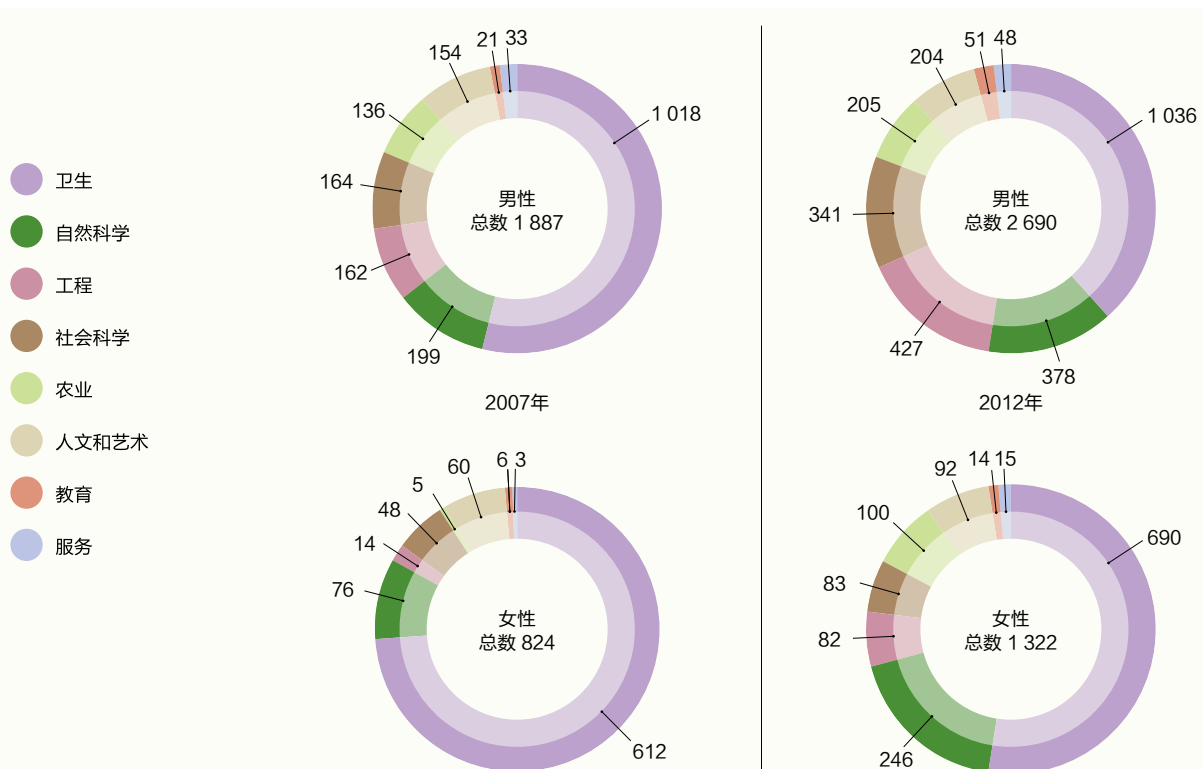 卫生
自然科学
工程
社会科学
农业
人文和艺术
教育
服务
154
21 33
136
1 018
164
162
199
男性
总数 1 887
2007年
204
51 48
205
1 036
341
427
378
男性
总数 2 690
2012年
60
6 3
5
48
14
76
612
女性
总数 824
92
14 15
100
690
83
82
246
女性
总数 1 322